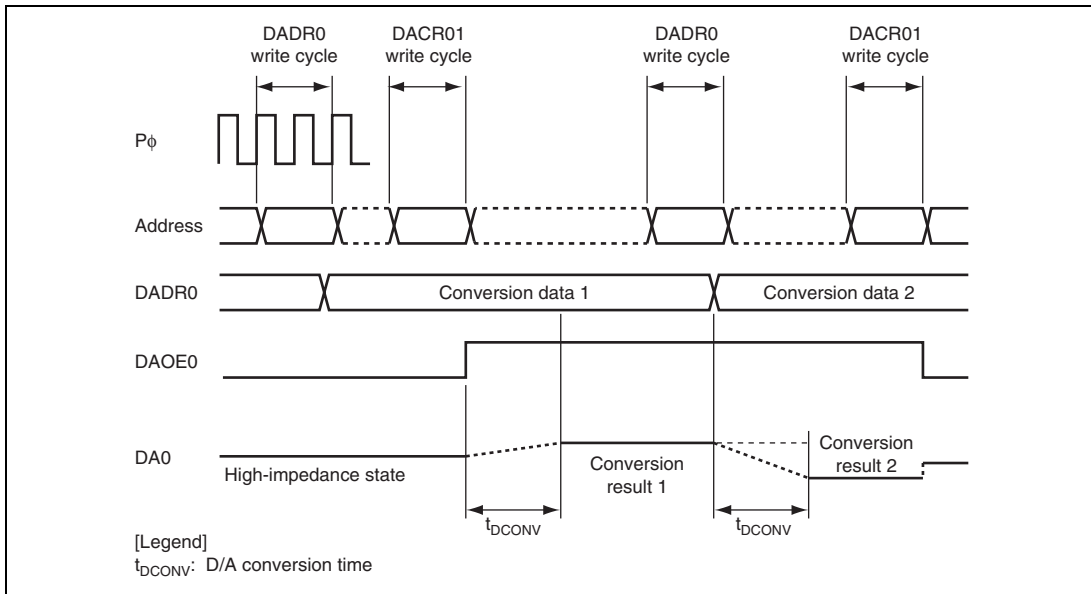 DADR0
write cycle
DACR01
write cycle
DADR0
write cycle
DACR01
write cycle
Pϕ
Address
DADR0
Conversion data 1
Conversion data 2
DAOE0
DA0
High-impedance state
Conversion
result 1
Conversion
result 2
tDCONV
tDCONV
[Legend]
tDCONV: D/A conversion time